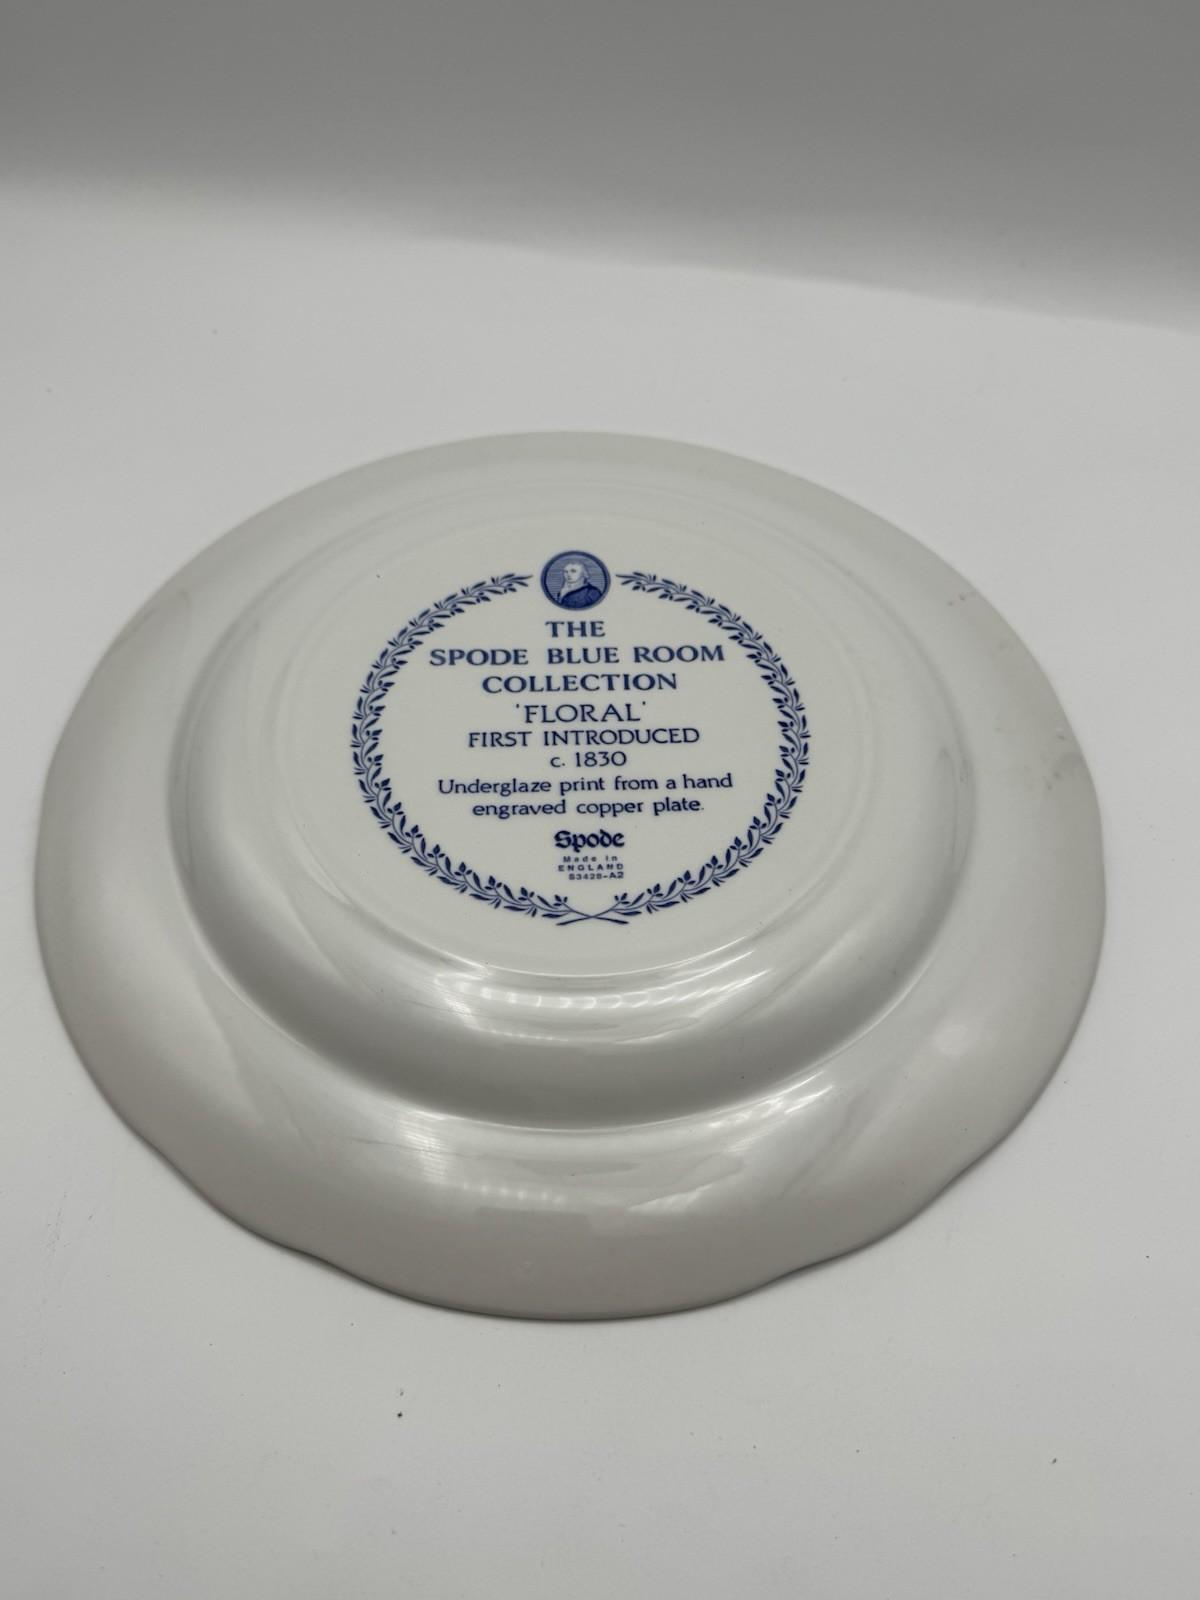 THE
SPODE BLUE ROOM
COLLECTION
'FLORAL'
FIRST INTRODUCED
c. 1830
Underglaze print from a hand
engraved copper plate.
Spode
Made in
ENGLAND
S3428-A2